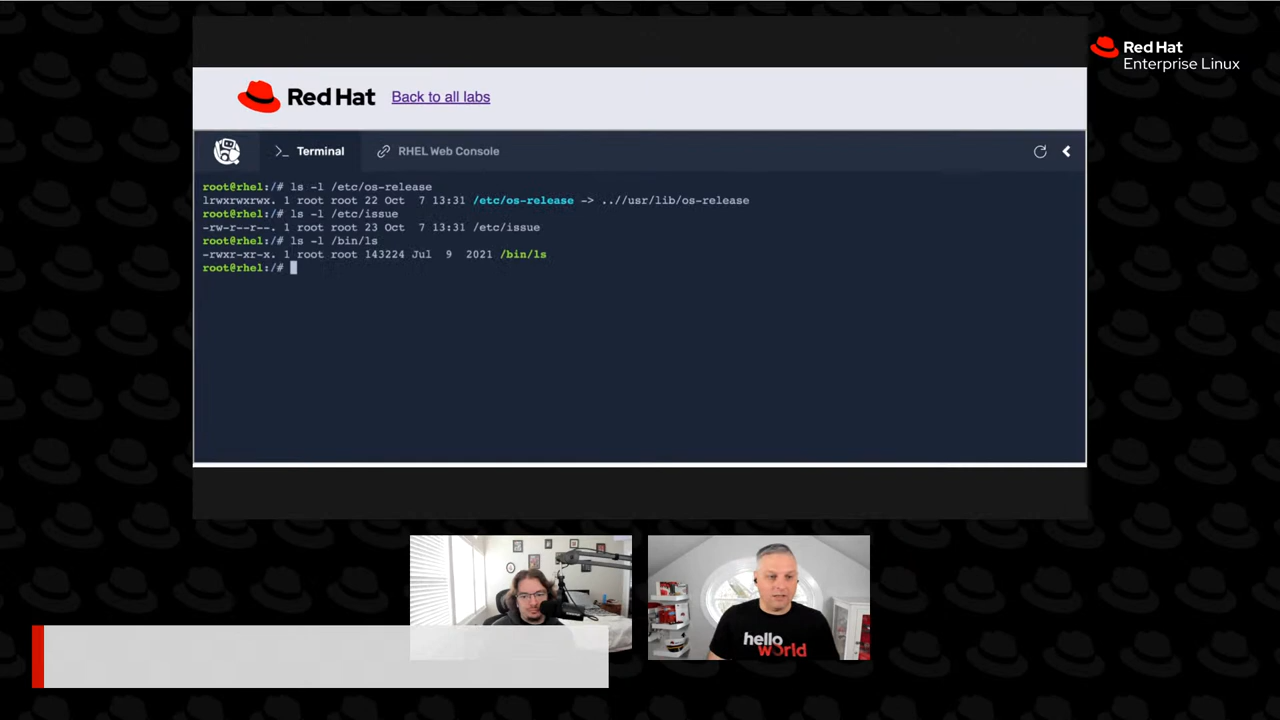 Red Hat
Enterprise Linux
Red Hat Back to all labs
>_ Terminal RHEL Web Console
root@rhel:/# ls -l /etc/os-release
lrwxrwxrwx. 1 root root 22 Oct  7 13:31 /etc/os-release -> ..//usr/lib/os-release
root@rhel:/# ls -l /etc/issue
-rw-r--r--. 1 root root 23 Oct  7 13:31 /etc/issue
root@rhel:/# ls -l /bin/ls
-rwxr-xr-x. 1 root root 143224 Jul  9  2021 /bin/ls
root@rhel:/#
hello
world